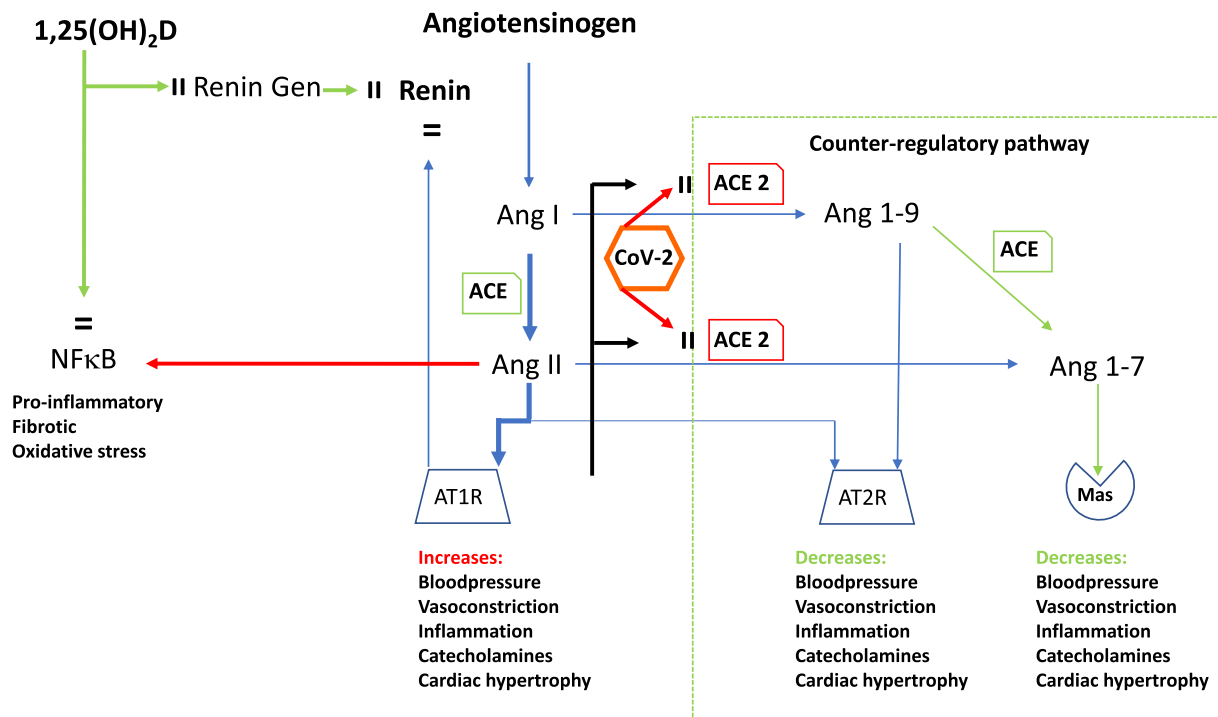 1,25(OH)₂D
Angiotensinogen
II Renin Gen
II Renin
=
Counter-regulatory pathway
II ACE 2
Ang I
Ang 1-9
CoV-2
ACE
ACE
=
NFκB
II ACE 2
Ang II
Ang 1-7
Pro-inflammatory
Fibrotic
Oxidative stress
AT1R
AT2R
Mas
Increases:
Bloodpressure
Vasoconstriction
Inflammation
Catecholamines
Cardiac hypertrophy
Decreases:
Bloodpressure
Vasoconstriction
Inflammation
Catecholamines
Cardiac hypertrophy
Decreases:
Bloodpressure
Vasoconstriction
Inflammation
Catecholamines
Cardiac hypertrophy